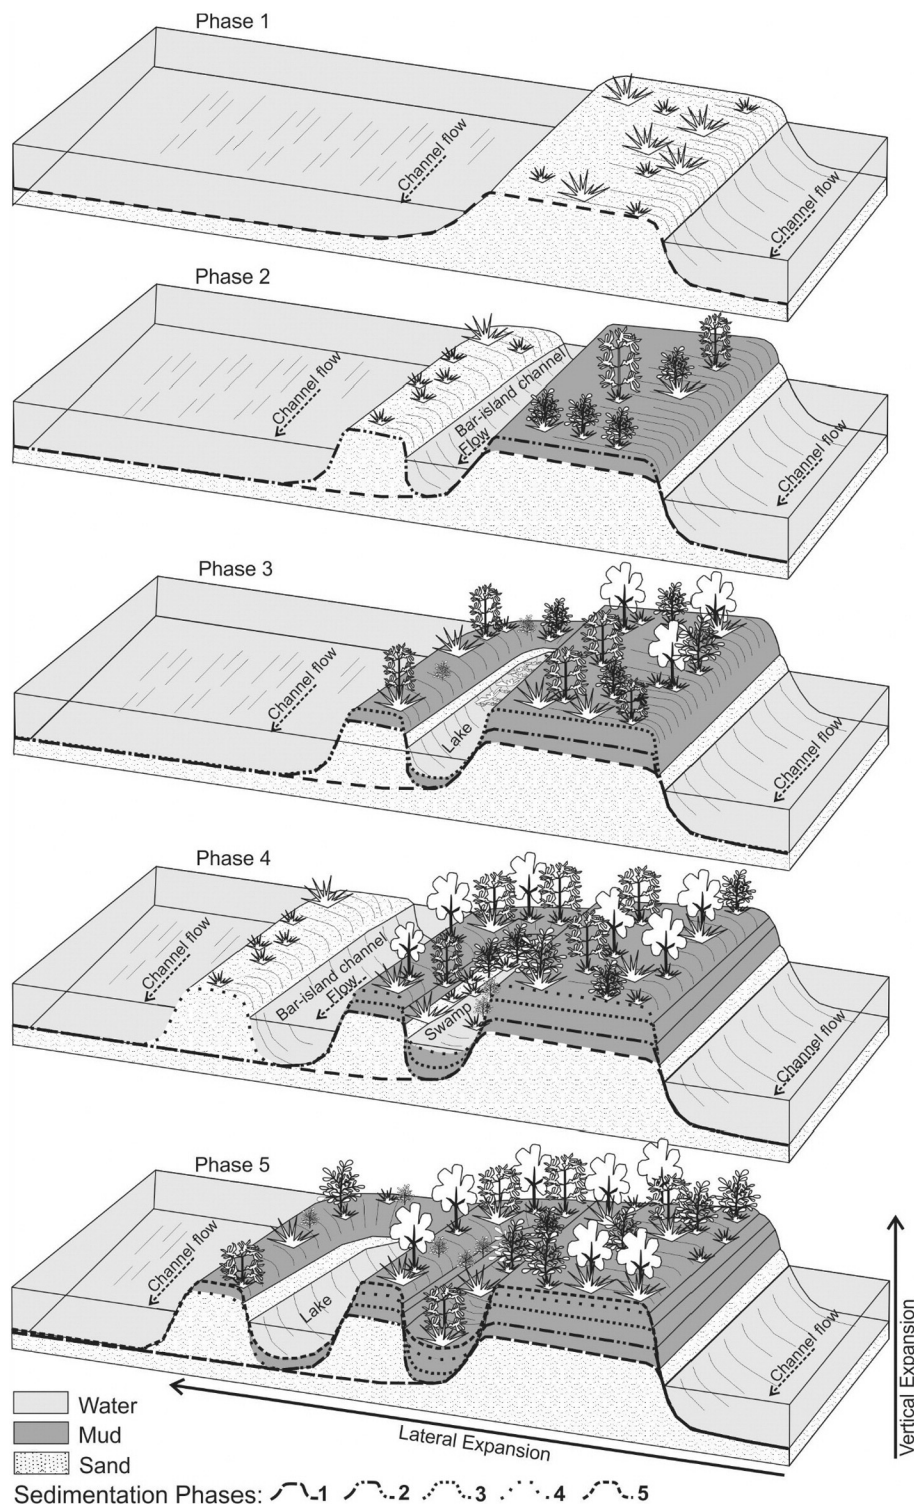 Phase 1
Channel flow
Channel flow
Phase 2
Channel flow
Bar-island channel
Flow
Channel flow
Phase 3
Channel flow
Lake
Channel flow
Phase 4
Channel flow
Bar-island channel
Flow
Swamp
Channel flow
Phase 5
Channel flow
Lake
Channel flow
Vertical Expansion
Lateral Expansion
Water
Mud
Sand
Sedimentation Phases: 1 2 3 4 5